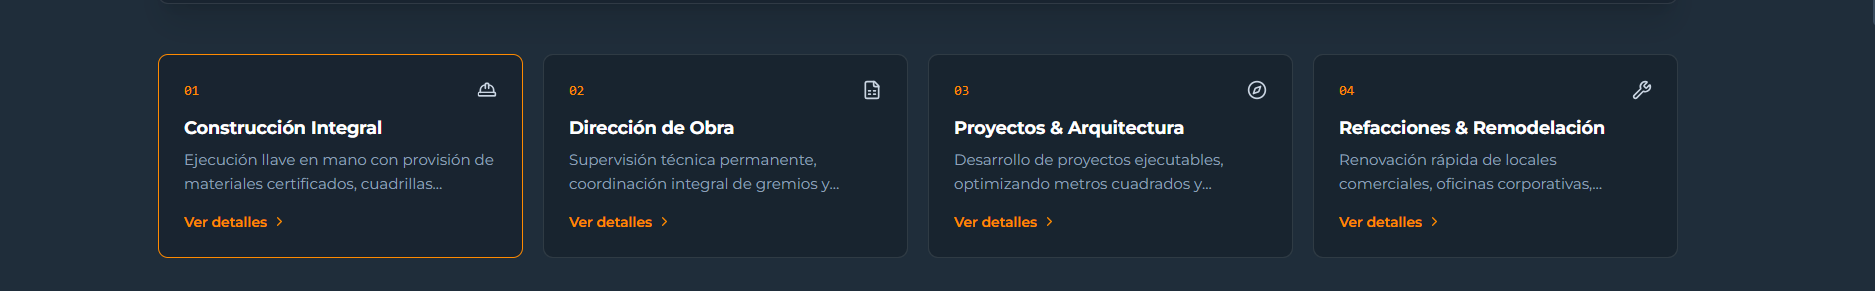 01
Construcción Integral
Ejecución llave en mano con provisión de
materiales certificados, cuadrillas...
Ver detalles
02
Dirección de Obra
Supervisión técnica permanente,
coordinación integral de gremios y...
Ver detalles
03
Proyectos & Arquitectura
Desarrollo de proyectos ejecutables,
optimizando metros cuadrados y...
Ver detalles
04
Refacciones & Remodelación
Renovación rápida de locales
comerciales, oficinas corporativas,...
Ver detalles